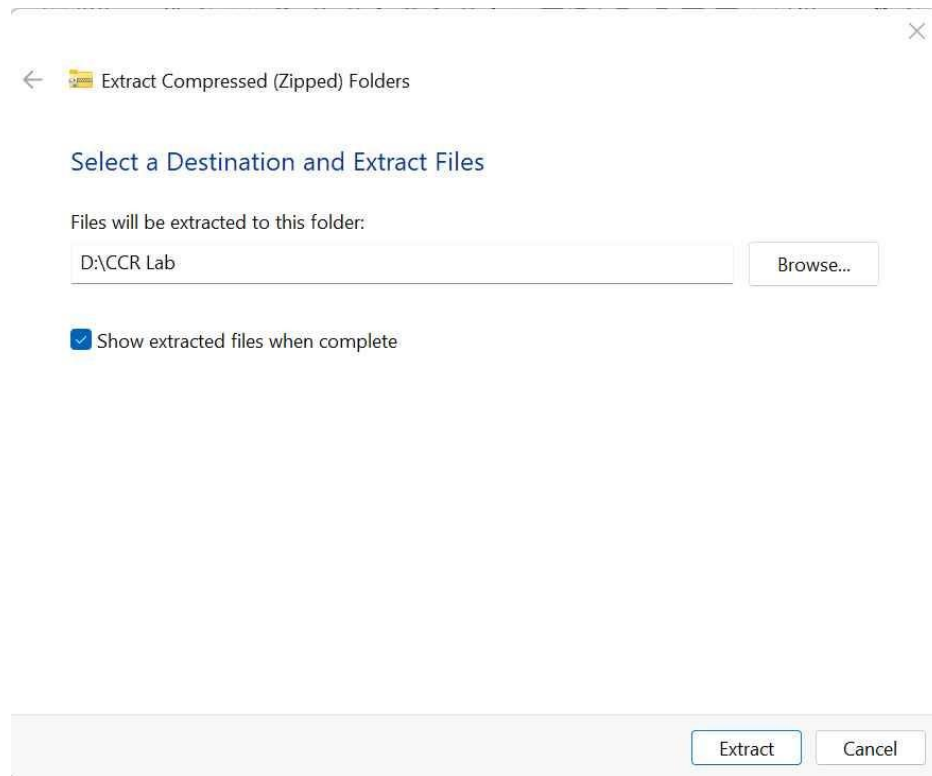 Extract Compressed (Zipped) Folders
Select a Destination and Extract Files
Files will be extracted to this folder:
D:\CCR Lab
Browse...
Show extracted files when complete
Extract
Cancel